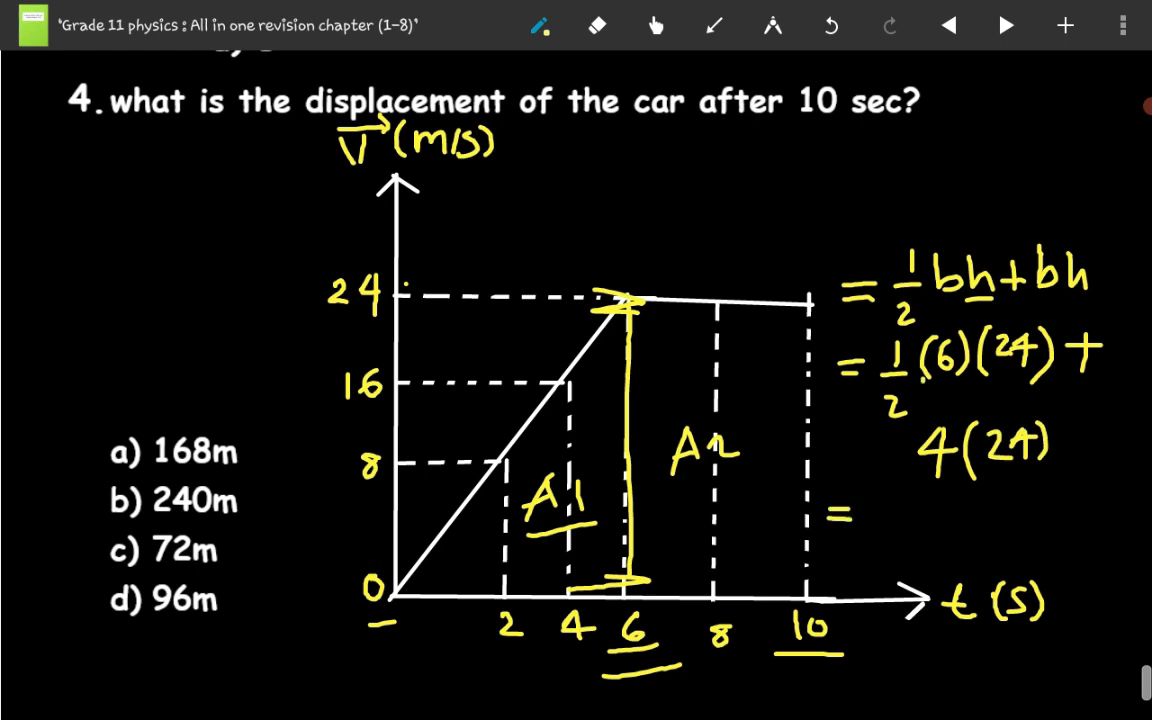 'Grade 11 physics : All in one revision chapter (1-8)'
4. what is the displacement of the car after 10 sec?
V (m/s)
24
16
8
0
A1
A2
2 4 6 8 10
t (s)
= 1/2 bh + bh
= 1/2 (6)(24) +
4(24)
=
a) 168m
b) 240m
c) 72m
d) 96m